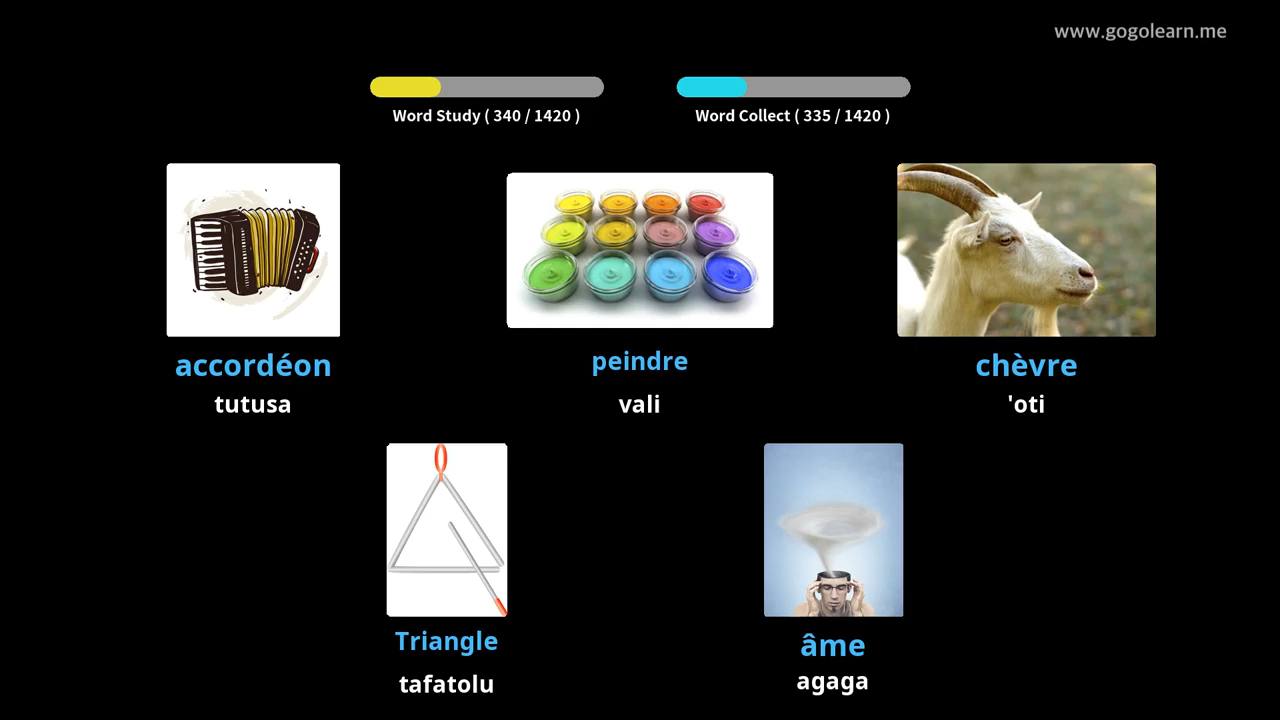 www.gogolearn.me
Word Study ( 340 / 1420 )
Word Collect ( 335 / 1420 )
accordéon
tutusa
peindre
vali
chèvre
'oti
Triangle
tafatolu
âme
agaga